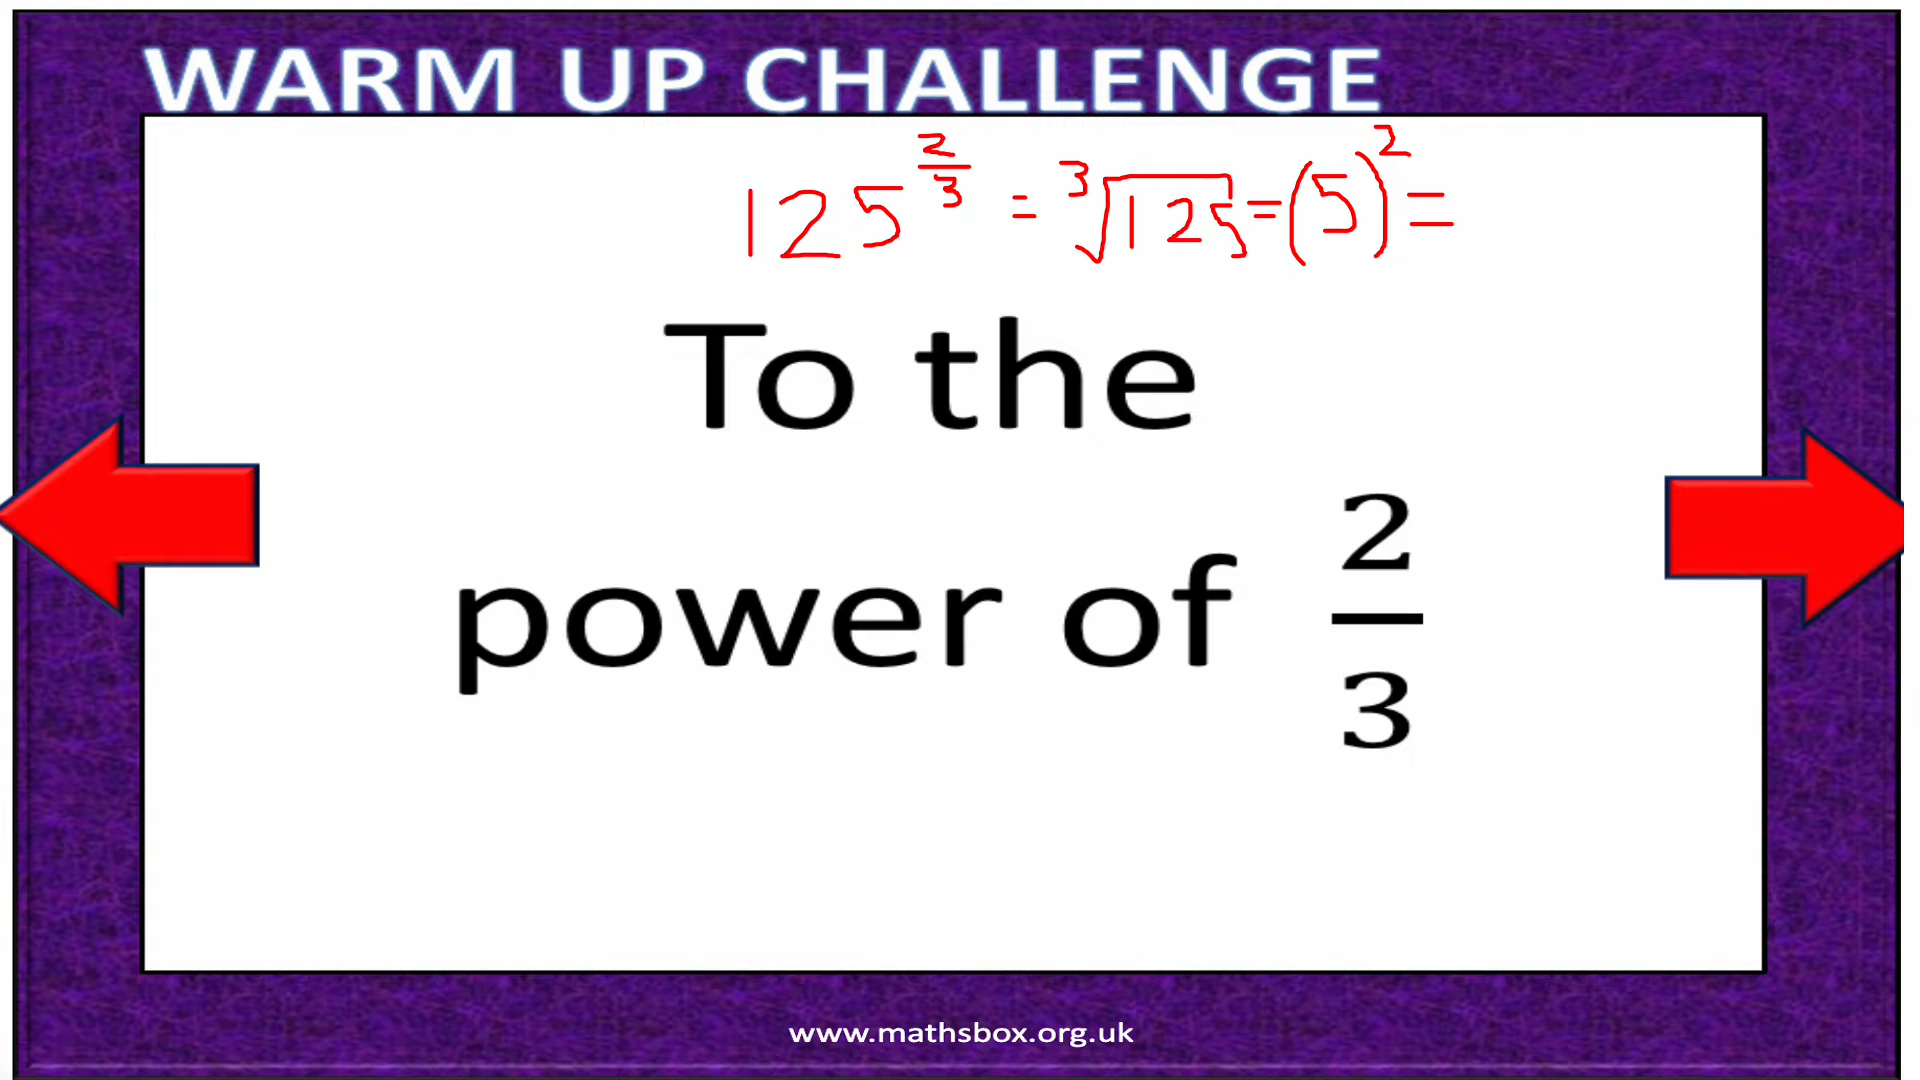 WARM UP CHALLENGE
125^(2/3) = ³√125 = (5)² =
To the
power of 2/3
www.mathsbox.org.uk